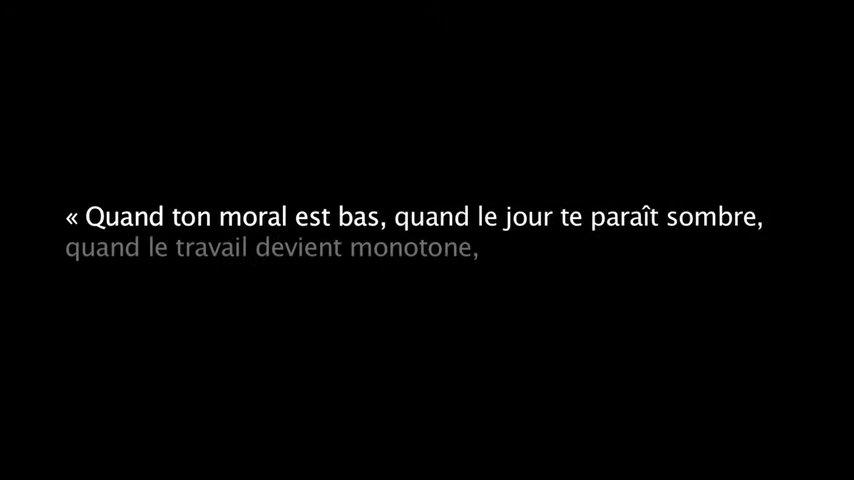 « Quand ton moral est bas, quand le jour te paraît sombre,
quand le travail devient monotone,